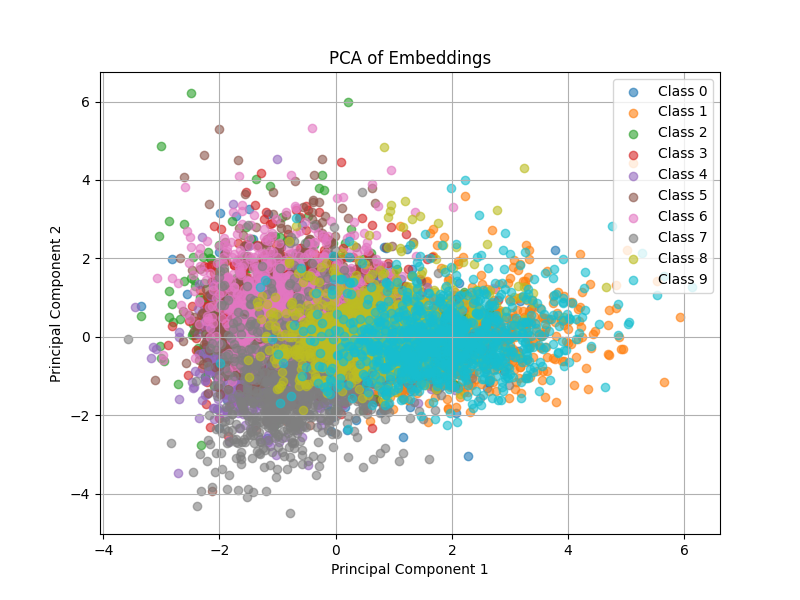 PCA of Embeddings
6
4
2
0
−2
−4
Principal Component 2
−4
−2
0
2
4
6
Principal Component 1
Class 0
Class 1
Class 2
Class 3
Class 4
Class 5
Class 6
Class 7
Class 8
Class 9